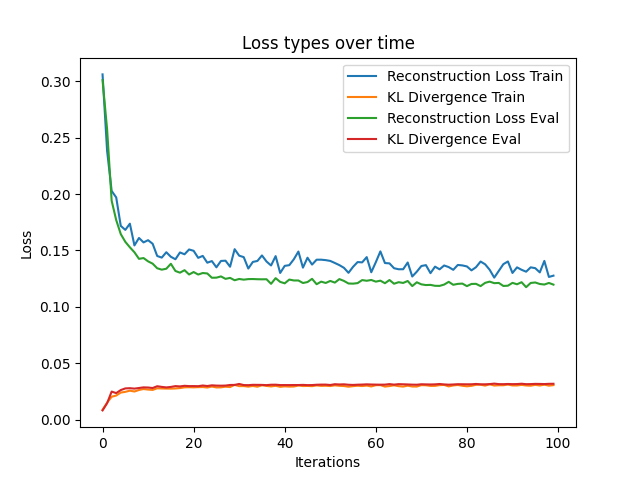 Loss types over time
Reconstruction Loss Train
KL Divergence Train
Reconstruction Loss Eval
KL Divergence Eval
0.30
0.25
0.20
0.15
0.10
0.05
0.00
Loss
0 20 40 60 80 100
Iterations